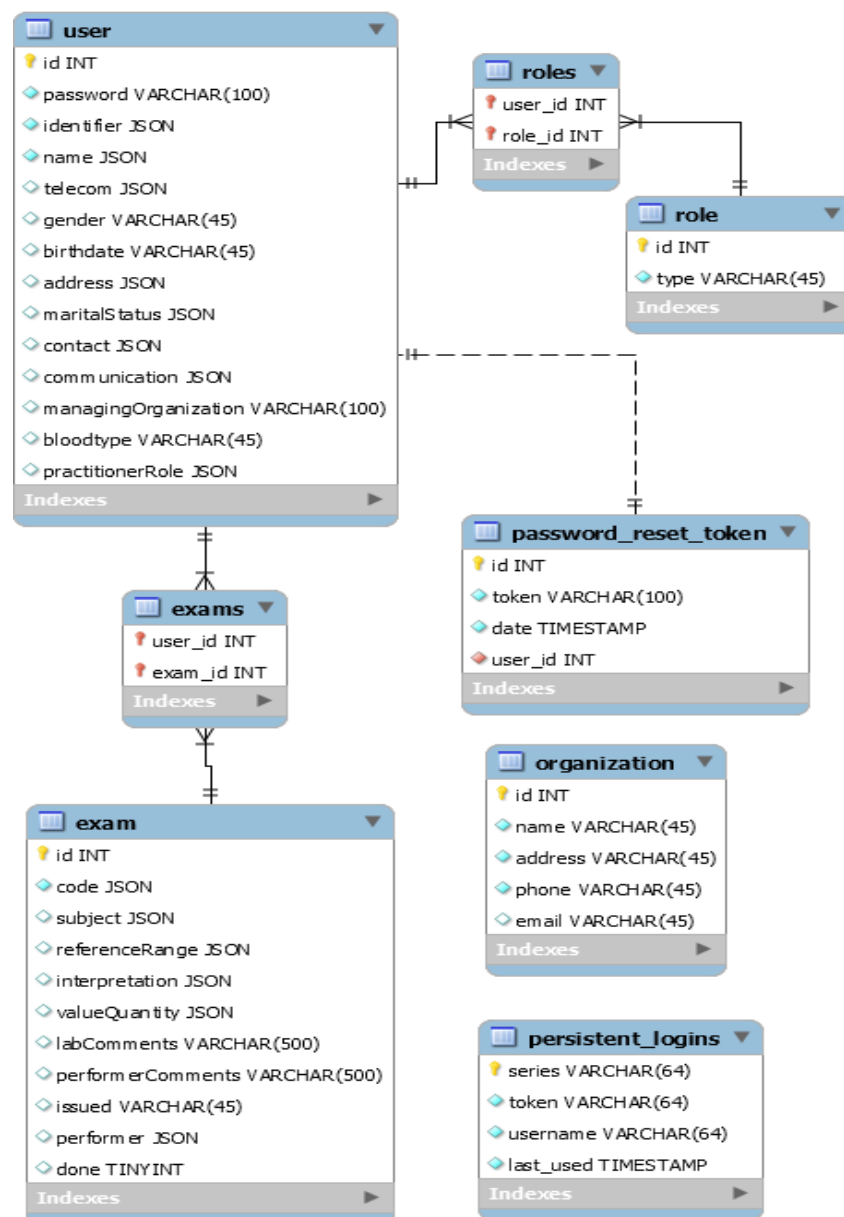 user
id INT
password VARCHAR(100)
identifier JSON
name JSON
telecom JSON
gender VARCHAR(45)
birthdate VARCHAR(45)
address JSON
maritalStatus JSON
contact JSON
communication JSON
managingOrganization VARCHAR(100)
bloodtype VARCHAR(45)
practitionerRole JSON
Indexes
roles
user_id INT
role_id INT
Indexes
role
id INT
type VARCHAR(45)
Indexes
password_reset_token
id INT
token VARCHAR(100)
date TIMESTAMP
user_id INT
Indexes
exams
user_id INT
exam_id INT
Indexes
organization
id INT
name VARCHAR(45)
address VARCHAR(45)
phone VARCHAR(45)
email VARCHAR(45)
Indexes
exam
id INT
code JSON
subject JSON
referenceRange JSON
interpretation JSON
valueQuantity JSON
labComments VARCHAR(500)
performerComments VARCHAR(500)
issued VARCHAR(45)
performer JSON
done TINYINT
Indexes
persistent_logins
series VARCHAR(64)
token VARCHAR(64)
username VARCHAR(64)
last_used TIMESTAMP
Indexes